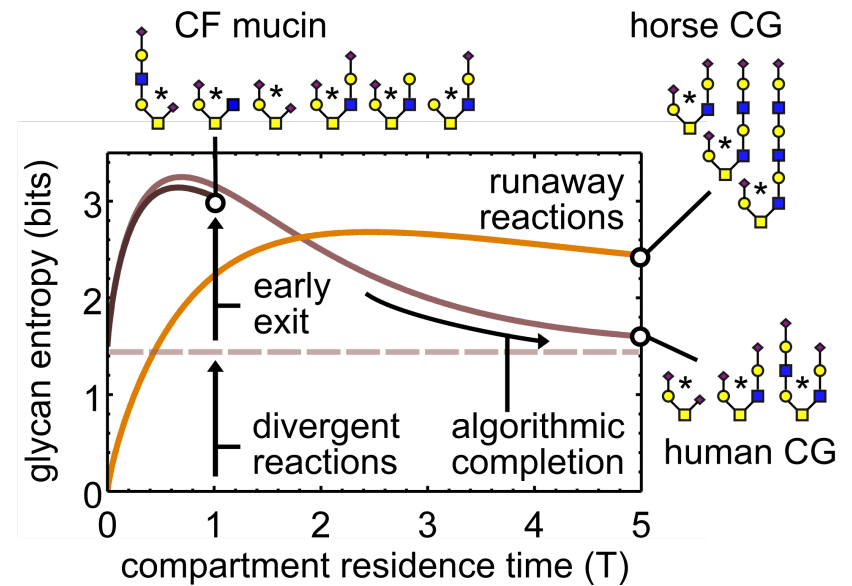 CF mucin
horse CG
*
*
*
*
*
*
*
*
*
glycan entropy (bits)
3
2
1
0
runaway
reactions
early
exit
divergent
reactions
algorithmic
completion
*
*
*
human CG
0
1
2
3
4
5
compartment residence time (T)